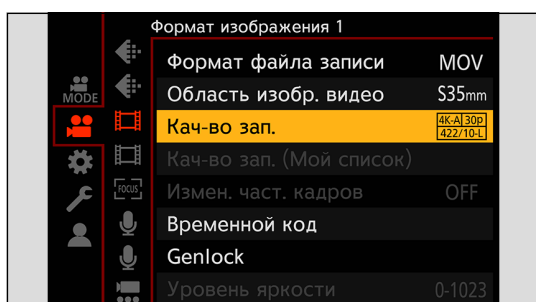 Формат изображения 1
Формат файла записи MOV
Область изобр. видео S35mm
Кач-во зап. 4K-A 30p 422/10-L
Кач-во зап. (Мой список)
Измен. част. кадров OFF
Временной код
Genlock
Уровень яркости 0-1023
MODE
FOCUS